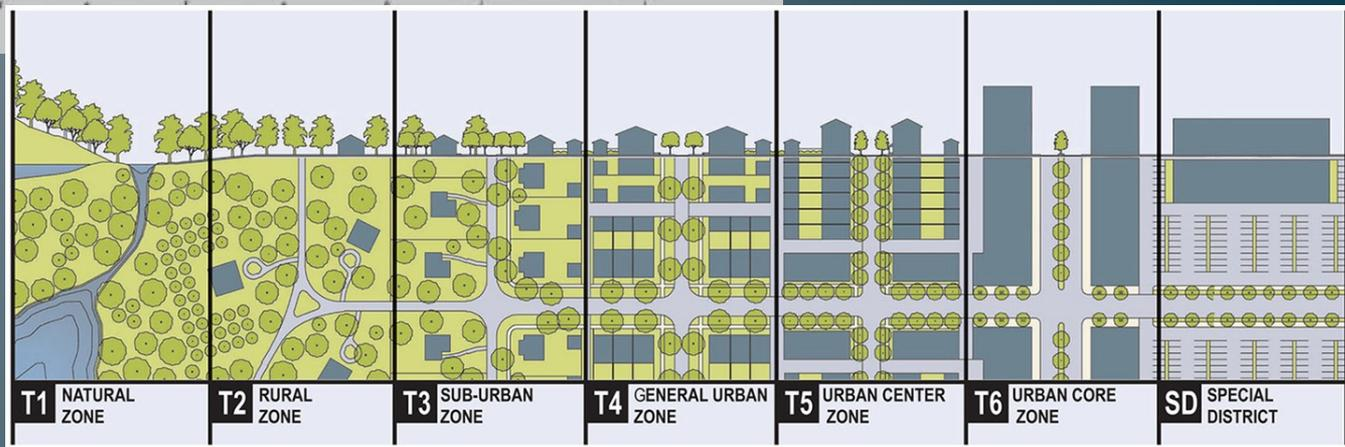 T1 NATURAL
ZONE
T2 RURAL
ZONE
T3 SUB-URBAN
ZONE
T4 GENERAL URBAN
ZONE
T5 URBAN CENTER
ZONE
T6 URBAN CORE
ZONE
SD SPECIAL
DISTRICT